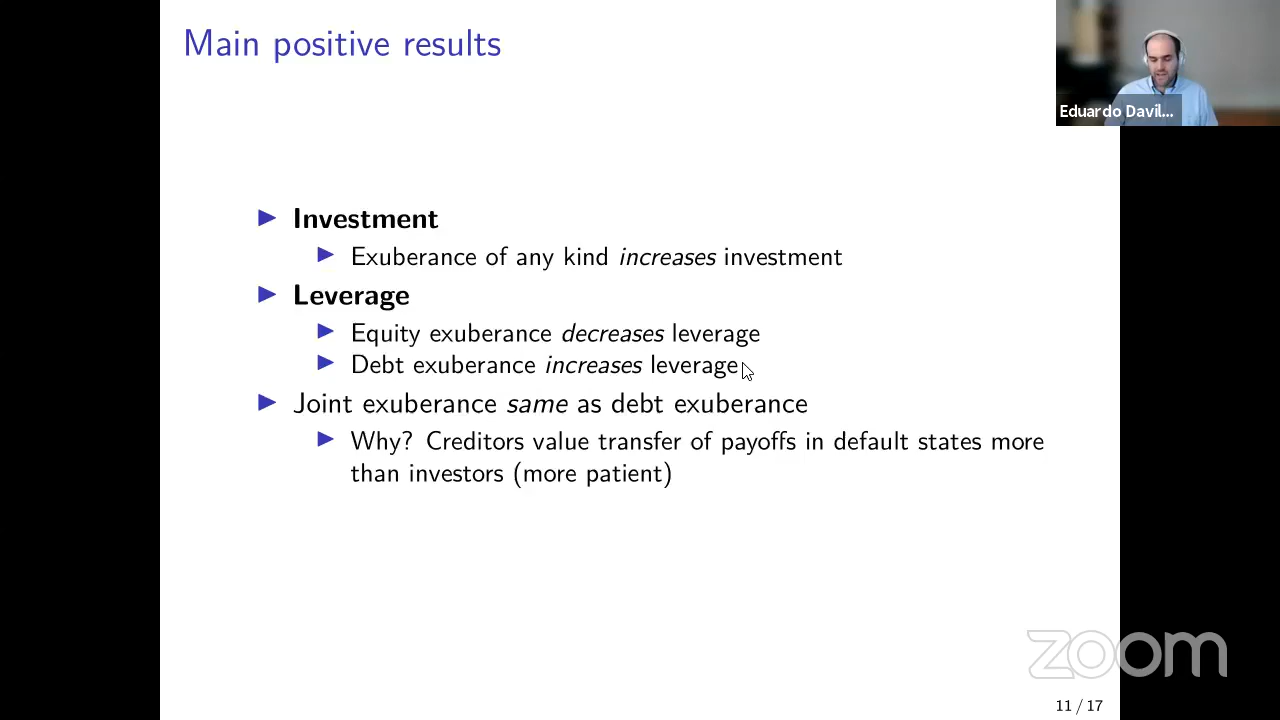 Main positive results
Eduardo Davil...
Investment
Exuberance of any kind increases investment
Leverage
Equity exuberance decreases leverage
Debt exuberance increases leverage
Joint exuberance same as debt exuberance
Why? Creditors value transfer of payoffs in default states more
than investors (more patient)
zoom
11 / 17